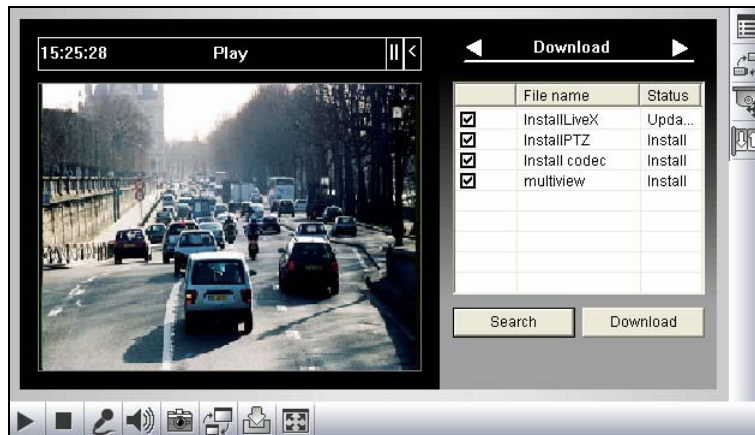 15:25:28 Play
Download
File name Status
InstallLiveX Upda...
InstallPTZ Install
Install codec Install
multiview Install
Search Download